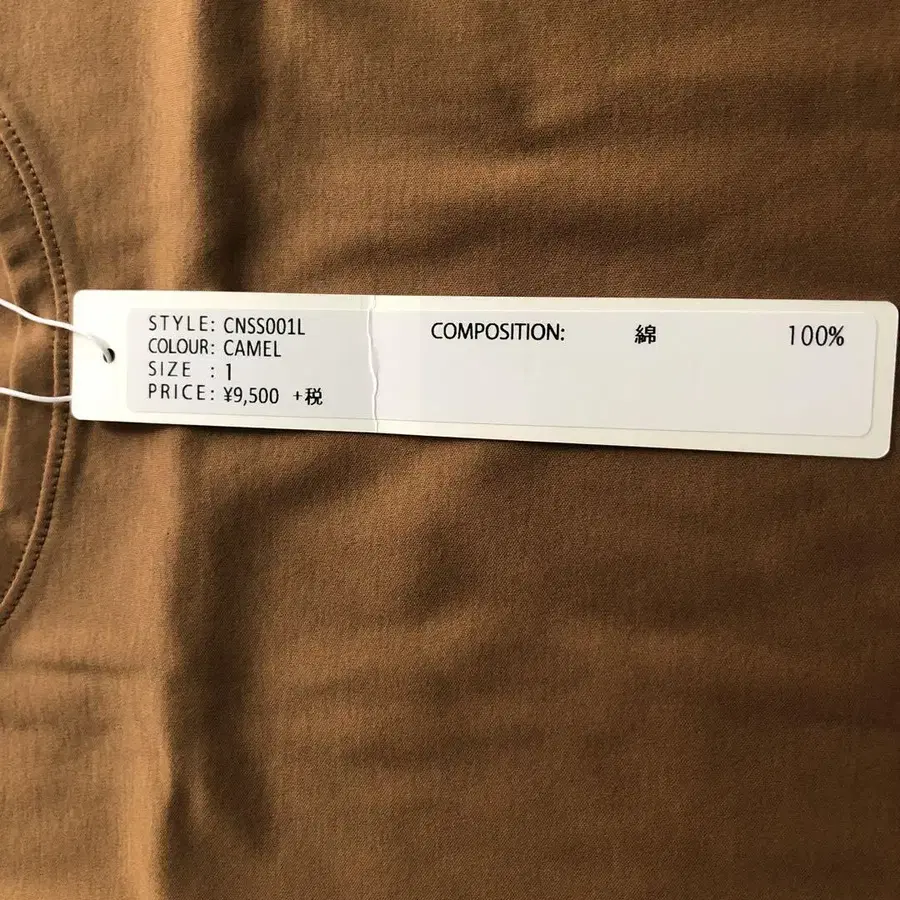 STYLE: CNSS001L
COLOUR: CAMEL
SIZE : 1
PRICE: ¥9,500 +税
COMPOSITION: 綿 100%